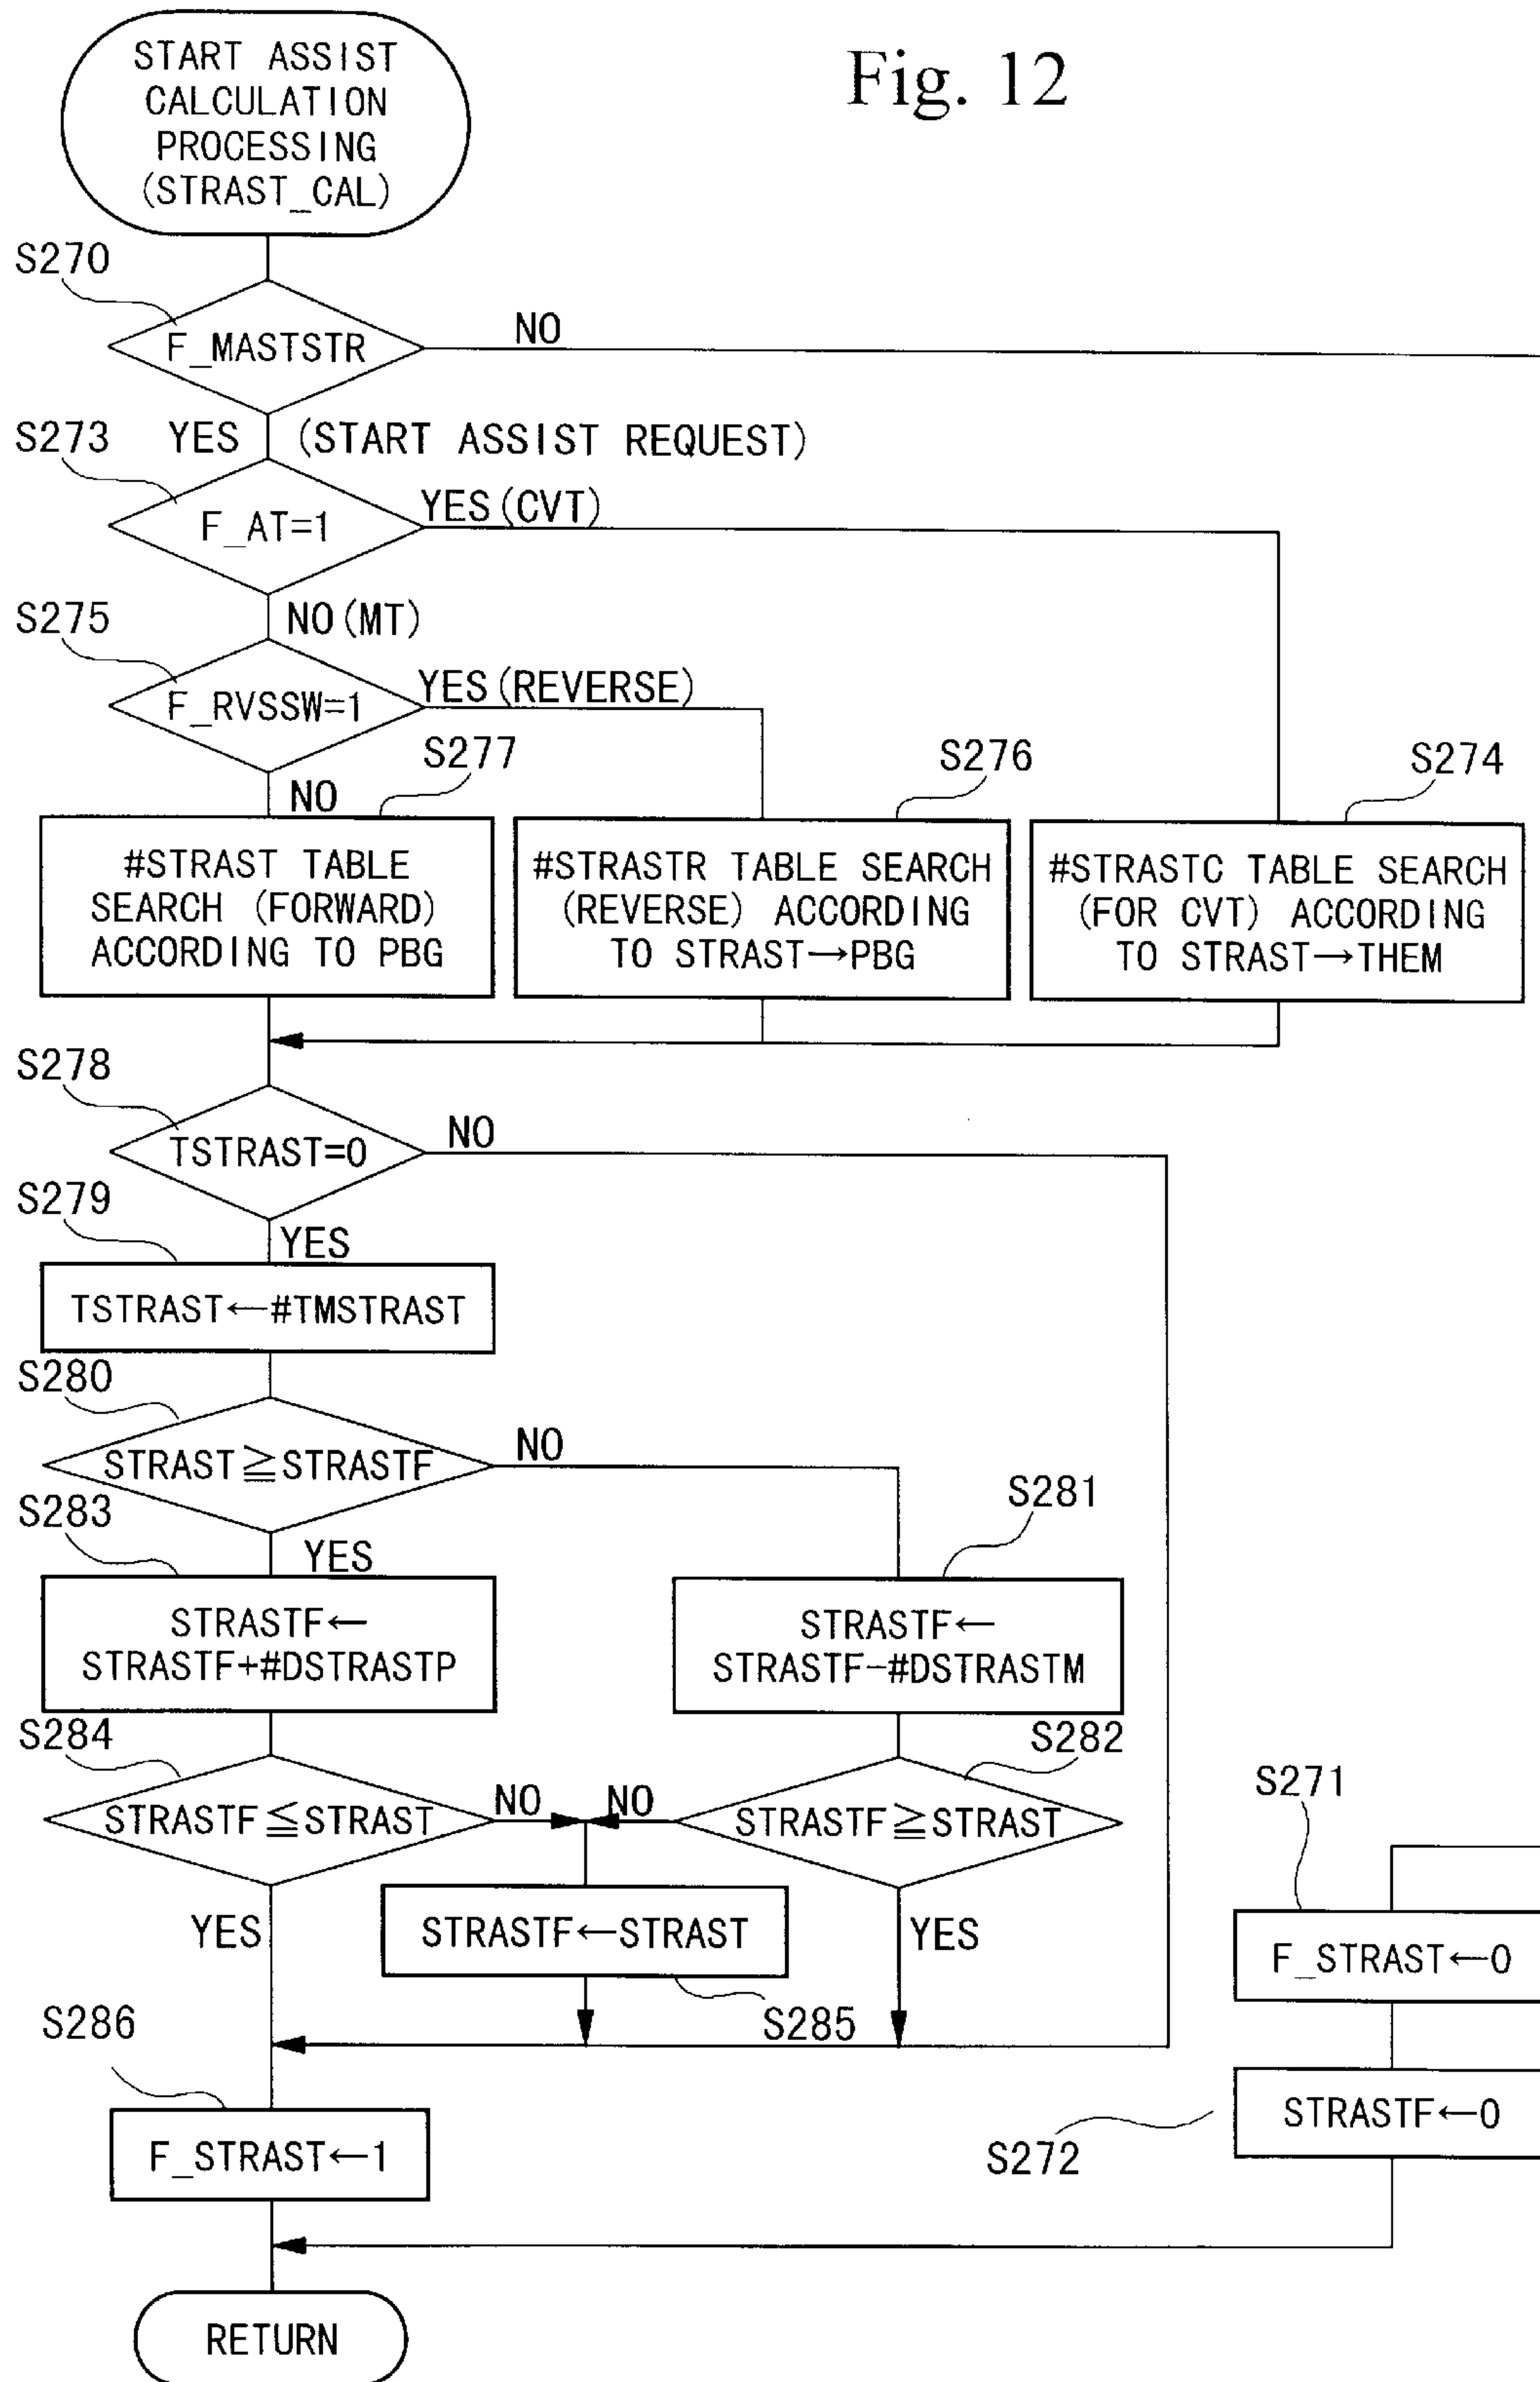 Fig. 12
START ASSIST
CALCULATION
PROCESSING
(STRAST_CAL)
S270
F_MASTSTR
NO
S273
YES
(START ASSIST REQUEST)
F_AT=1
YES(CVT)
S275
NO(MT)
F_RVSSW=1
YES(REVERSE)
NO
S277
S276
S274
#STRAST TABLE
SEARCH (FORWARD)
ACCORDING TO PBG
#STRASTR TABLE SEARCH
(REVERSE) ACCORDING
TO STRAST→PBG
#STRASTC TABLE SEARCH
(FOR CVT) ACCORDING
TO STRAST→THEM
S278
TSTRAST=0
NO
S279
YES
TSTRAST←#TMSTRAST
S280
STRAST≧STRASTF
NO
S283
YES
S281
STRASTF←
STRASTF+#DSTRASTP
STRASTF←
STRASTF−#DSTRASTM
S284
S282
STRASTF≦STRAST
NO
NO
STRASTF≧STRAST
S271
YES
STRASTF←STRAST
YES
F_STRAST←0
S286
S285
STRASTF←0
S272
F_STRAST←1
RETURN